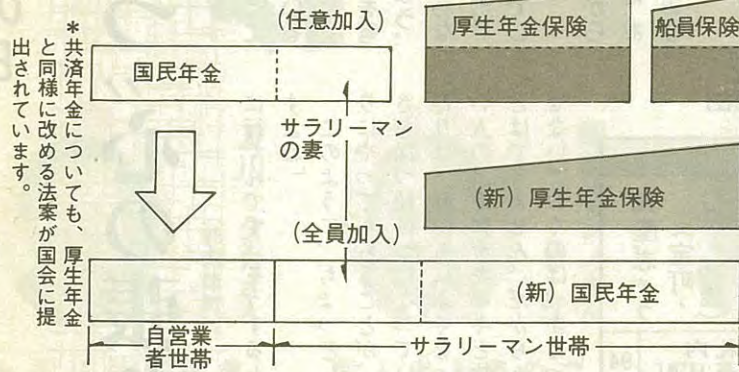 (任意加入)
厚生年金保険
船員保険
国民年金
サラリーマン
の妻
(新)厚生年金保険
(全員加入)
(新)国民年金
自営業
者世帯
サラリーマン世帯
*共済年金についても、厚生年金
と同様に改める法案が国会に提
出されています。